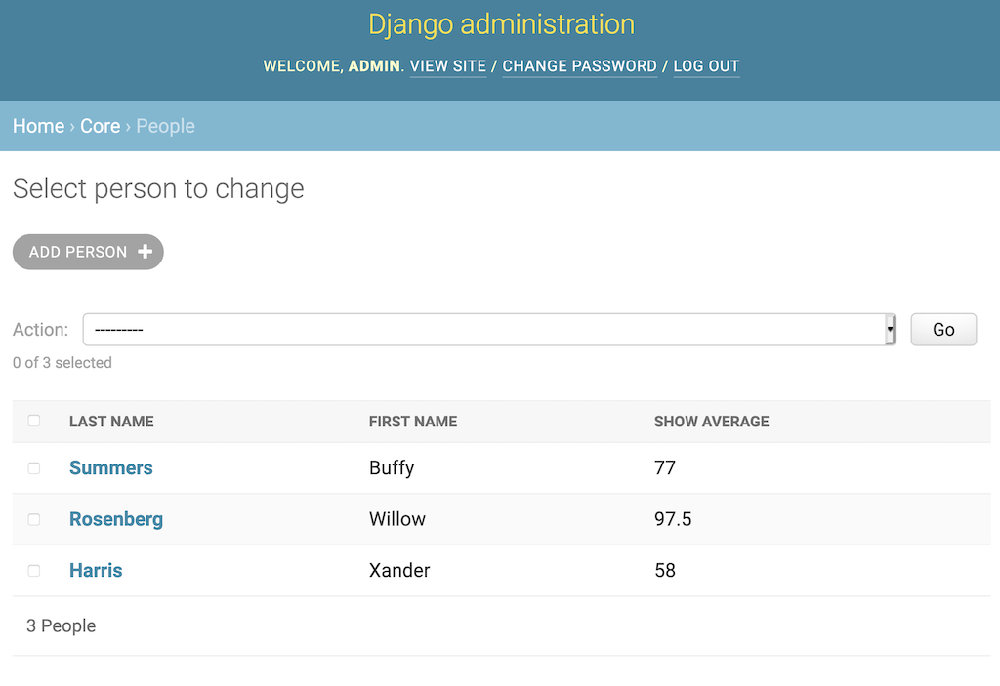 Django administration
WELCOME, ADMIN. VIEW SITE / CHANGE PASSWORD / LOG OUT
Home › Core › People
Select person to change
ADD PERSON
Action: --------- Go
0 of 3 selected
LAST NAME FIRST NAME SHOW AVERAGE
Summers Buffy 77
Rosenberg Willow 97.5
Harris Xander 58
3 People